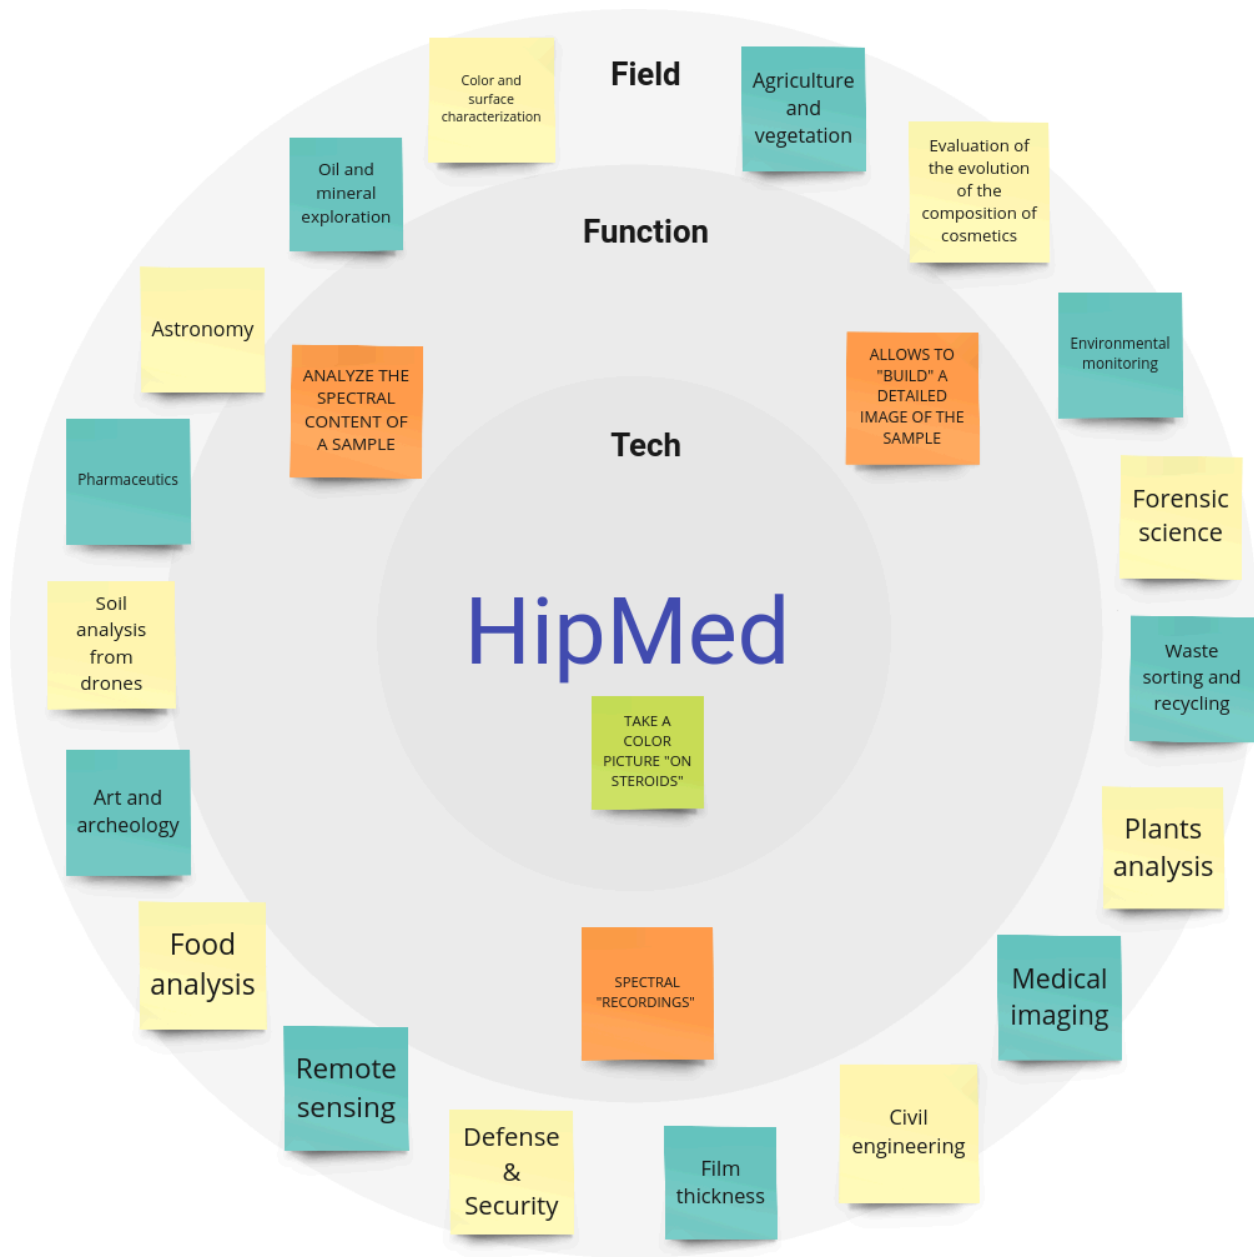 Field
Color and
surface
characterization
Agriculture
and
vegetation
Evaluation of
the evolution
of the
composition of
cosmetics
Oil and
mineral
exploration
Function
Astronomy
Environmental
monitoring
ANALYZE THE
SPECTRAL
CONTENT OF
A SAMPLE
ALLOWS TO
"BUILD" A
DETAILED
IMAGE OF THE
SAMPLE
Tech
Pharmaceutics
Forensic
science
HipMed
Soil
analysis
from
drones
Waste
sorting and
recycling
TAKE A
COLOR
PICTURE "ON
STEROIDS"
Art and
archeology
Plants
analysis
Food
analysis
SPECTRAL
"RECORDINGS"
Medical
imaging
Remote
sensing
Civil
engineering
Defense
&
Security
Film
thickness